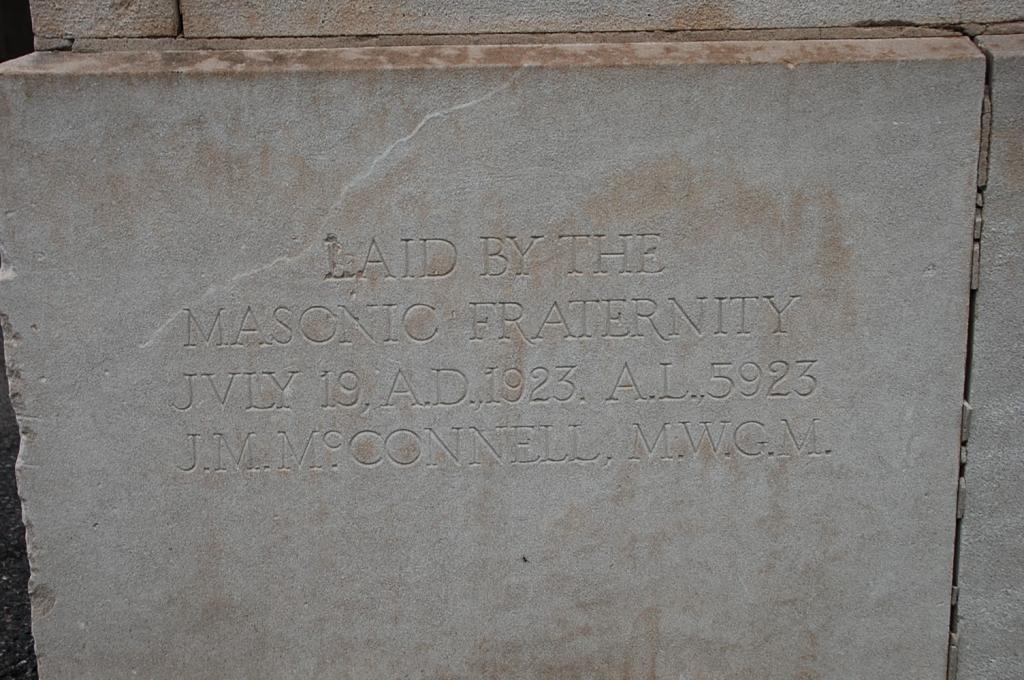 LAID BY THE
MASONIC FRATERNITY
JVLY 19, A.D., 1923. A.L., 5923
J.M. McCONNELL, M.W.G.M.